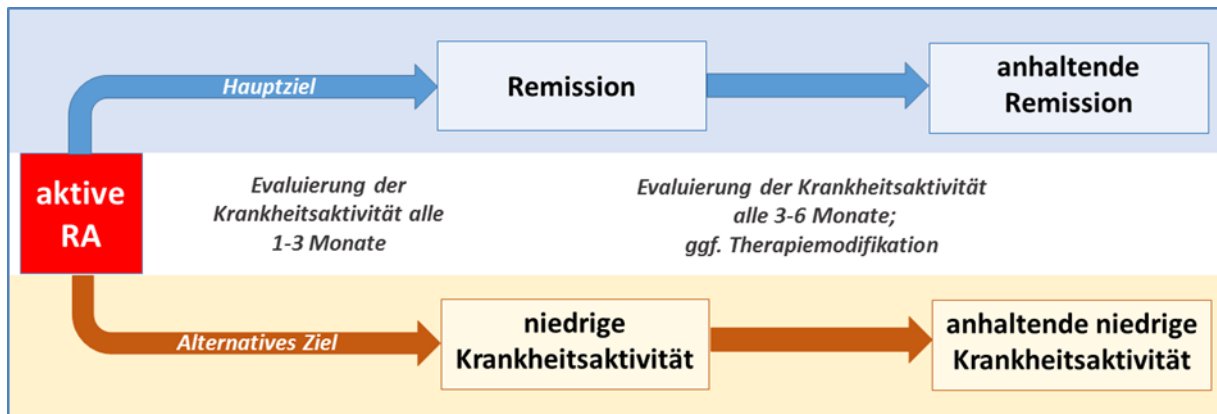 Hauptziel
Remission
anhaltende
Remission
aktive
RA
Evaluierung der
Krankheitsaktivität alle
1-3 Monate
Evaluierung der Krankheitsaktivität
alle 3-6 Monate;
ggf. Therapiemodifikation
Alternatives Ziel
niedrige
Krankheitsaktivität
anhaltende niedrige
Krankheitsaktivität